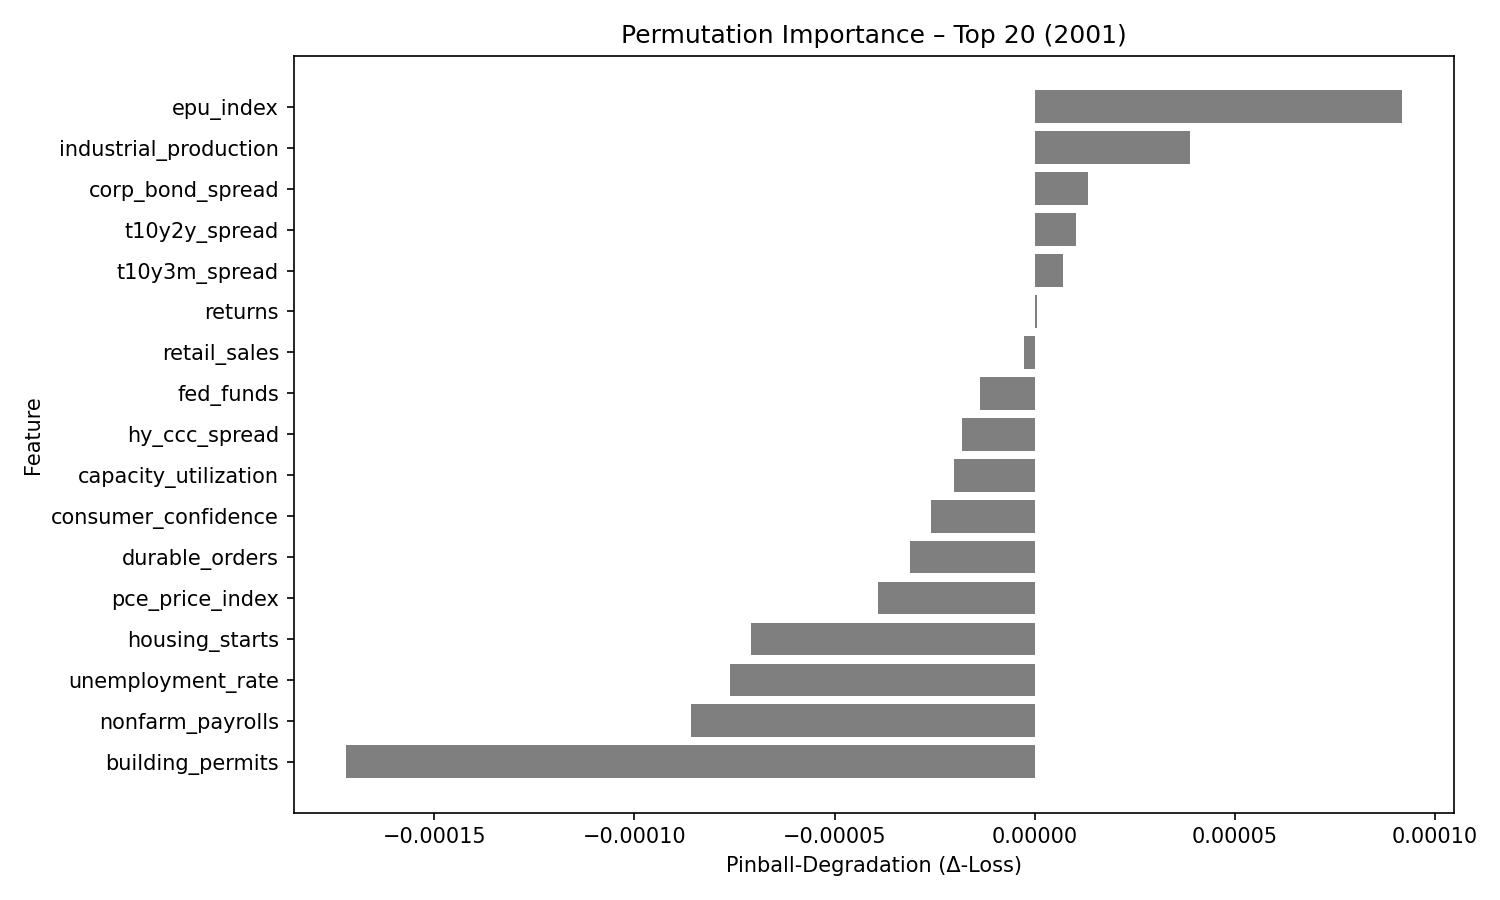 Permutation Importance – Top 20 (2001)
epu_index
industrial_production
corp_bond_spread
t10y2y_spread
t10y3m_spread
returns
retail_sales
fed_funds
hy_ccc_spread
capacity_utilization
consumer_confidence
durable_orders
pce_price_index
housing_starts
unemployment_rate
nonfarm_payrolls
building_permits
Feature
−0.00015 −0.00010 −0.00005 0.00000 0.00005 0.00010
Pinball-Degradation (Δ-Loss)